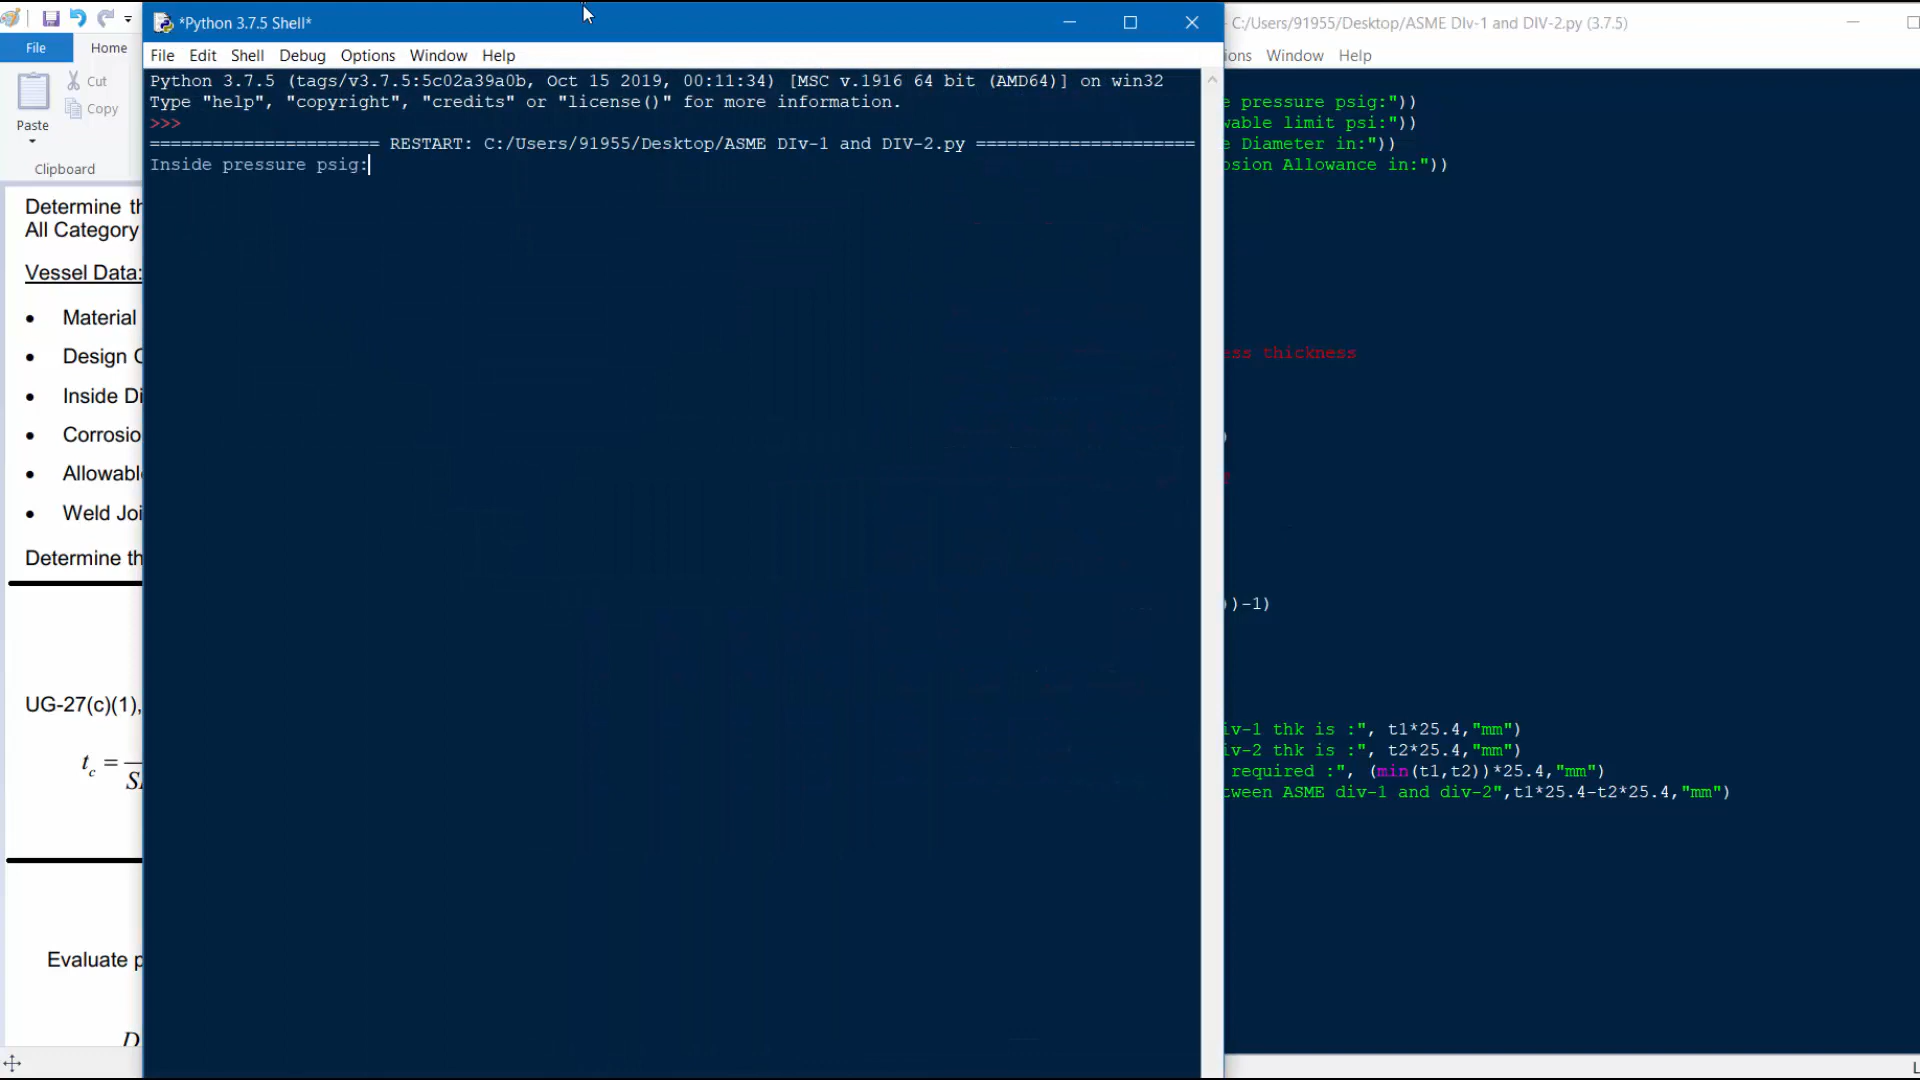 *Python 3.7.5 Shell*
File Edit Shell Debug Options Window Help
Python 3.7.5 (tags/v3.7.5:5c02a39a0b, Oct 15 2019, 00:11:34) [MSC v.1916 64 bit (AMD64)] on win32
Type "help", "copyright", "credits" or "license()" for more information.
>>>
====================== RESTART: C:/Users/91955/Desktop/ASME DIv-1 and DIV-2.py =====================
Inside pressure psig:
File Home
Cut
Copy
Paste
Clipboard
Determine th
All Category
Vessel Data:
• Material
• Design C
• Inside Di
• Corrosio
• Allowabl
• Weld Joi
Determine th
UG-27(c)(1),
t_c =
Evaluate p
D
C:/Users/91955/Desktop/ASME DIv-1 and DIV-2.py (3.7.5)
ions Window Help
e pressure psig:"))
wable limit psi:"))
e Diameter in:"))
osion Allowance in:"))
ess thickness
)
))-1)
iv-1 thk is :", t1*25.4,"mm")
iv-2 thk is :", t2*25.4,"mm")
required :", (min(t1,t2))*25.4,"mm")
tween ASME div-1 and div-2",t1*25.4-t2*25.4,"mm")